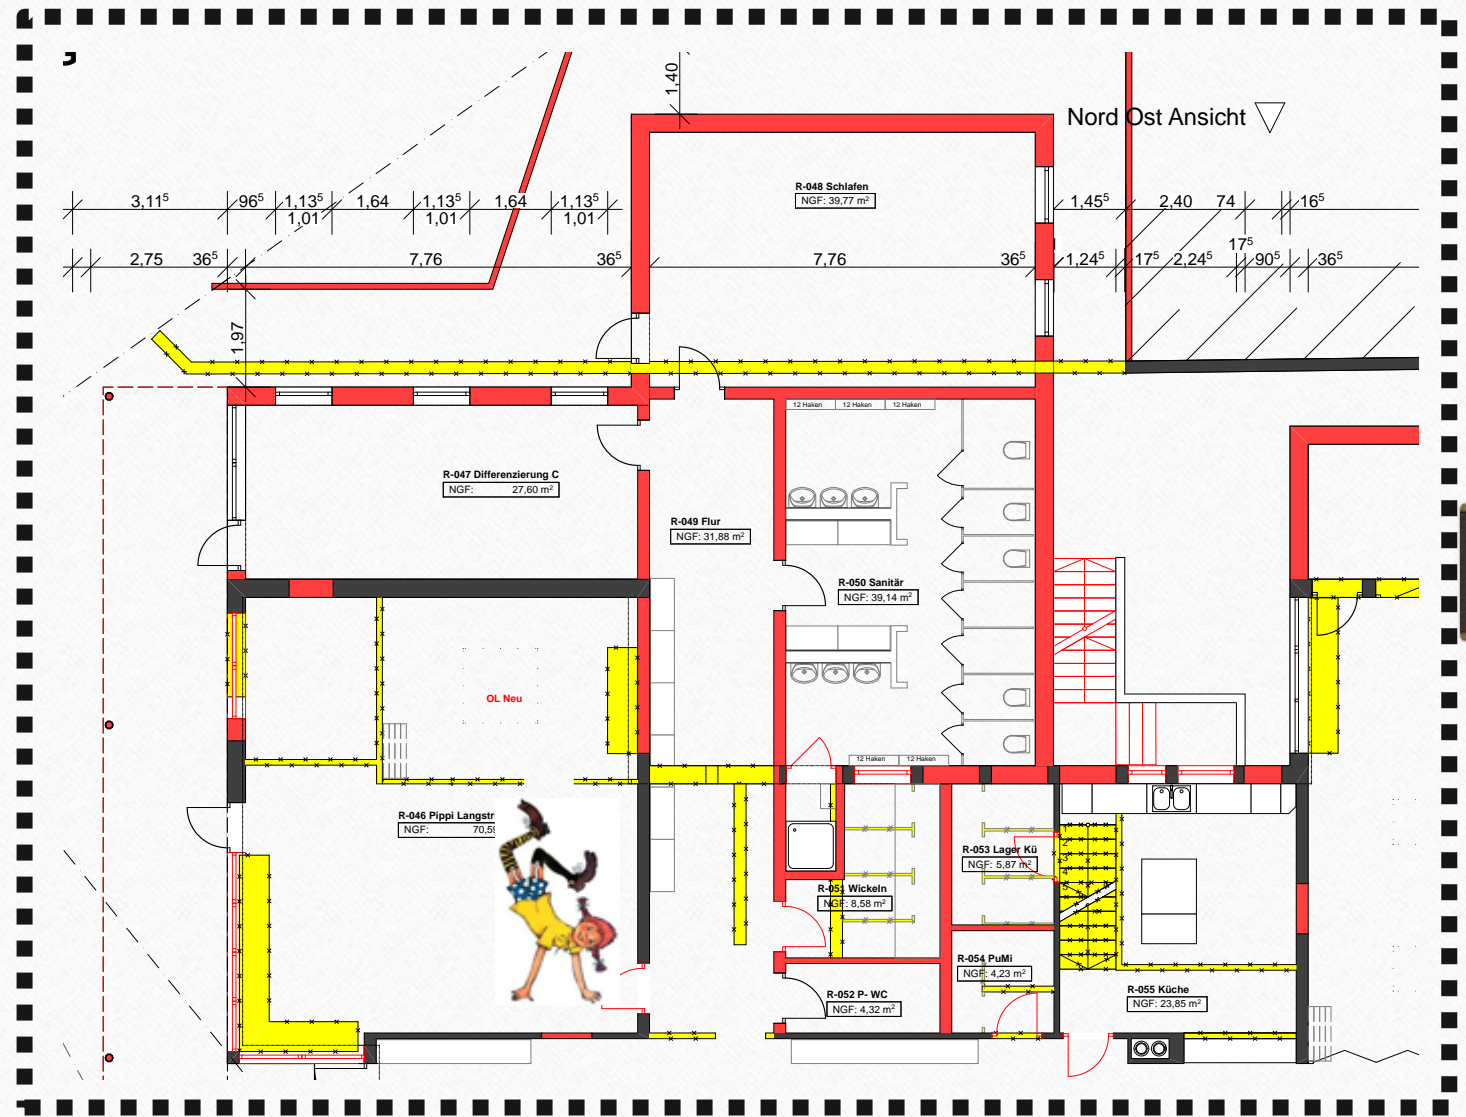 1,40
Nord Ost Ansicht
R-048 Schlafen
NGF: 39,77 m²
3,11⁵ 96⁵ 1,13⁵ 1,64 1,13⁵ 1,64 1,13⁵
1,01 1,01 1,01
1,45⁵ 2,40 74 16⁵
17⁵
2,75 36⁵ 7,76 36⁵ 7,76 36⁵ 1,24⁵ 17⁵ 2,24⁵ 90⁵ 36⁵
1,97
12 Haken 12 Haken 12 Haken
R-047 Differenzierung C
NGF: 27,60 m²
R-049 Flur
NGF: 31,88 m²
R-050 Sanitär
NGF: 39,14 m²
OL Neu
12 Haken 12 Haken
R-046 Pippi Langstr
NGF: 70,59
R-053 Lager Kü
NGF: 5,87 m²
1
2
3
4
5
R-051 Wickeln
NGF: 8,58 m²
R-054 PuMi
NGF: 4,23 m²
R-052 P- WC
NGF: 4,32 m²
R-055 Küche
NGF: 23,85 m²